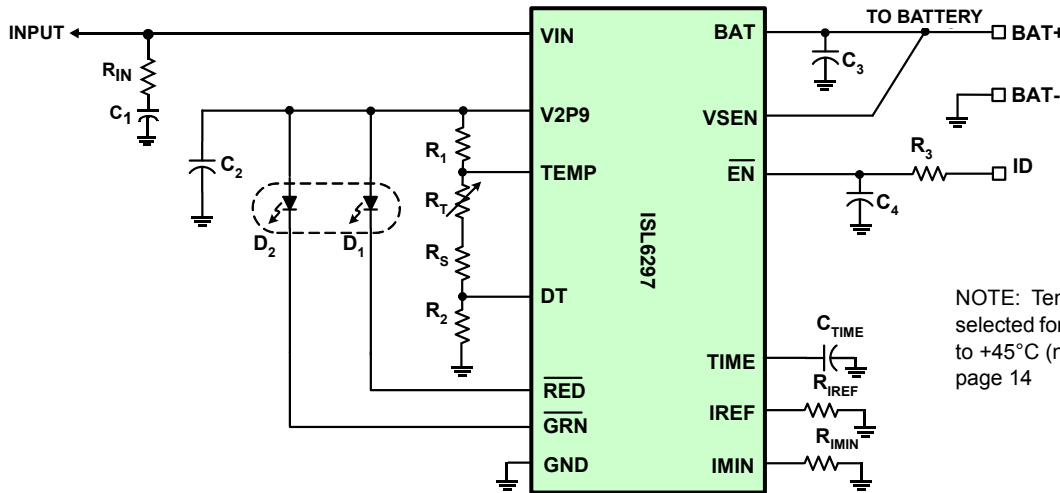 INPUT
RIN
C1
C2
D2
D1
R1
RT
RS
R2
VIN
V2P9
TEMP
DT
RED
GRN
GND
ISL6297
BAT
VSEN
EN
TIME
IREF
IMIN
TO BATTERY
BAT+
C3
BAT-
R3
ID
C4
CTIME
RIREF
RIMIN
NOTE:
selected for
to +45°C
page 14